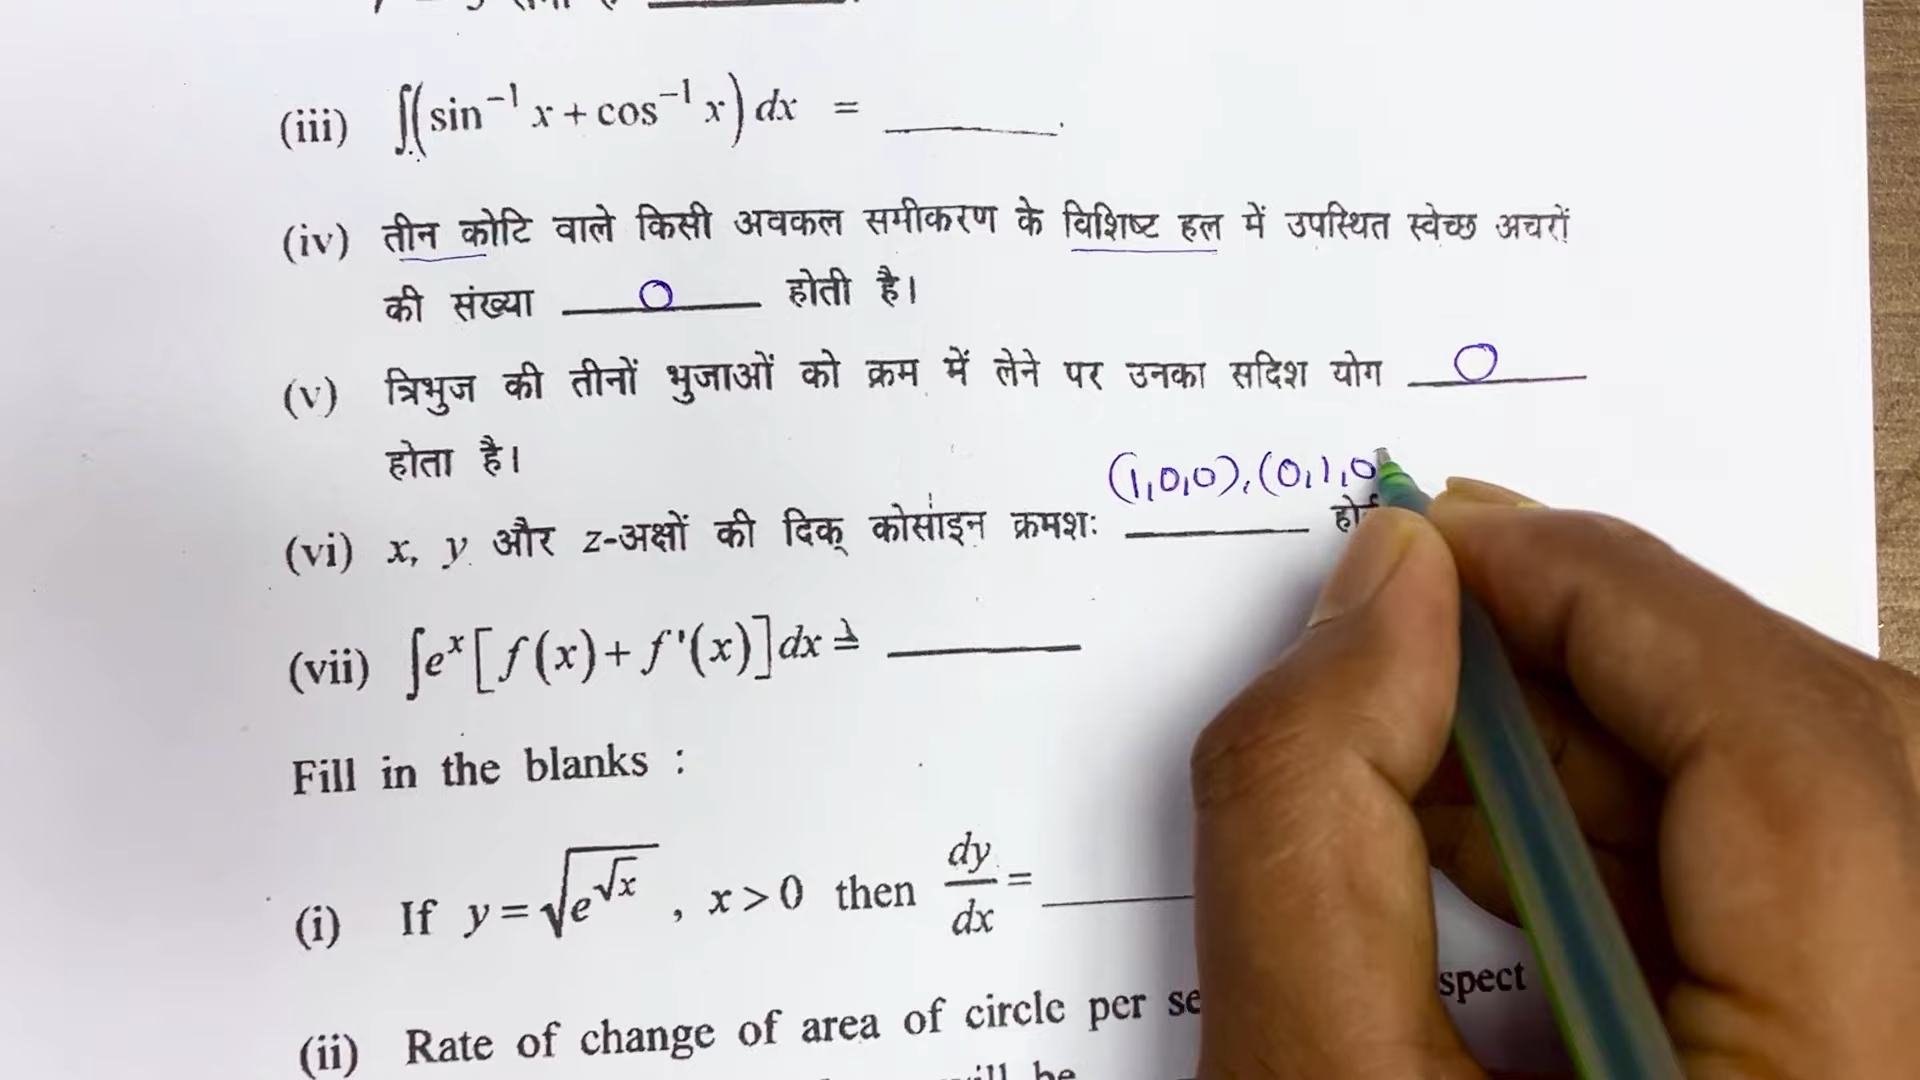 (iii) ∫(sin⁻¹ x + cos⁻¹ x) dx = ______.
(iv) तीन कोटि वाले किसी अवकल समीकरण के विशिष्ट हल में उपस्थित स्वेच्छ अचरों
की संख्या ___0___ होती है।
(v) त्रिभुज की तीनों भुजाओं को क्रम में लेने पर उनका सदिश योग ___0___
होता है।
(1,0,0), (0,1,0
(vi) x, y और z-अक्षों की दिक् कोसाइन क्रमशः ______
(vii) ∫eˣ[f(x) + f'(x)]dx = ______
Fill in the blanks :
(i) If y = √(e^√x) , x > 0 then dy/dx = ______
(ii) Rate of change of area of circle per
will be